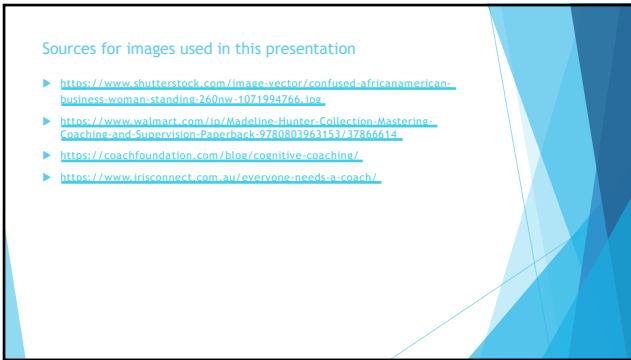 Sources for images used in this presentation
https://www.shutterstock.com/image-vector/confused-africanamerican-
business-woman-standing-260nw-1071994766.jpg
https://www.walmart.com/ip/Madeline-Hunter-Collection-Mastering-
Coaching-and-Supervision-Paperback-9780803963153/37866614
https://coachfoundation.com/blog/cognitive-coaching/
https://www.irisconnect.com.au/everyone-needs-a-coach/